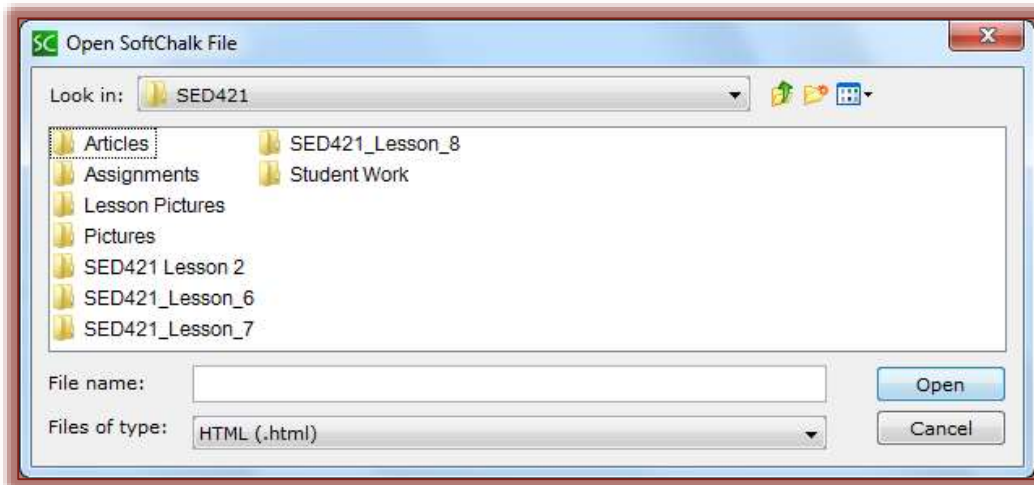 SC Open SoftChalk File
Look in: SED421
Articles
Assignments
Lesson Pictures
Pictures
SED421 Lesson 2
SED421_Lesson_6
SED421_Lesson_7
SED421_Lesson_8
Student Work
File name:
Open
Files of type: HTML (.html)
Cancel